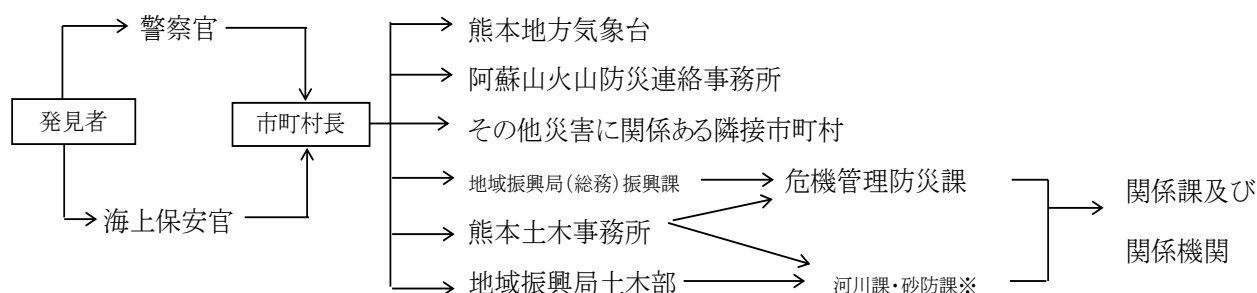 警察官
発見者
市町村長
海上保安官
熊本地方気象台
阿蘇山火山防災連絡事務所
その他災害に関係ある隣接市町村
地域振興局(総務)振興課
熊本土木事務所
地域振興局土木部
危機管理防災課
河川課・砂防課※
関係課及び
関係機関